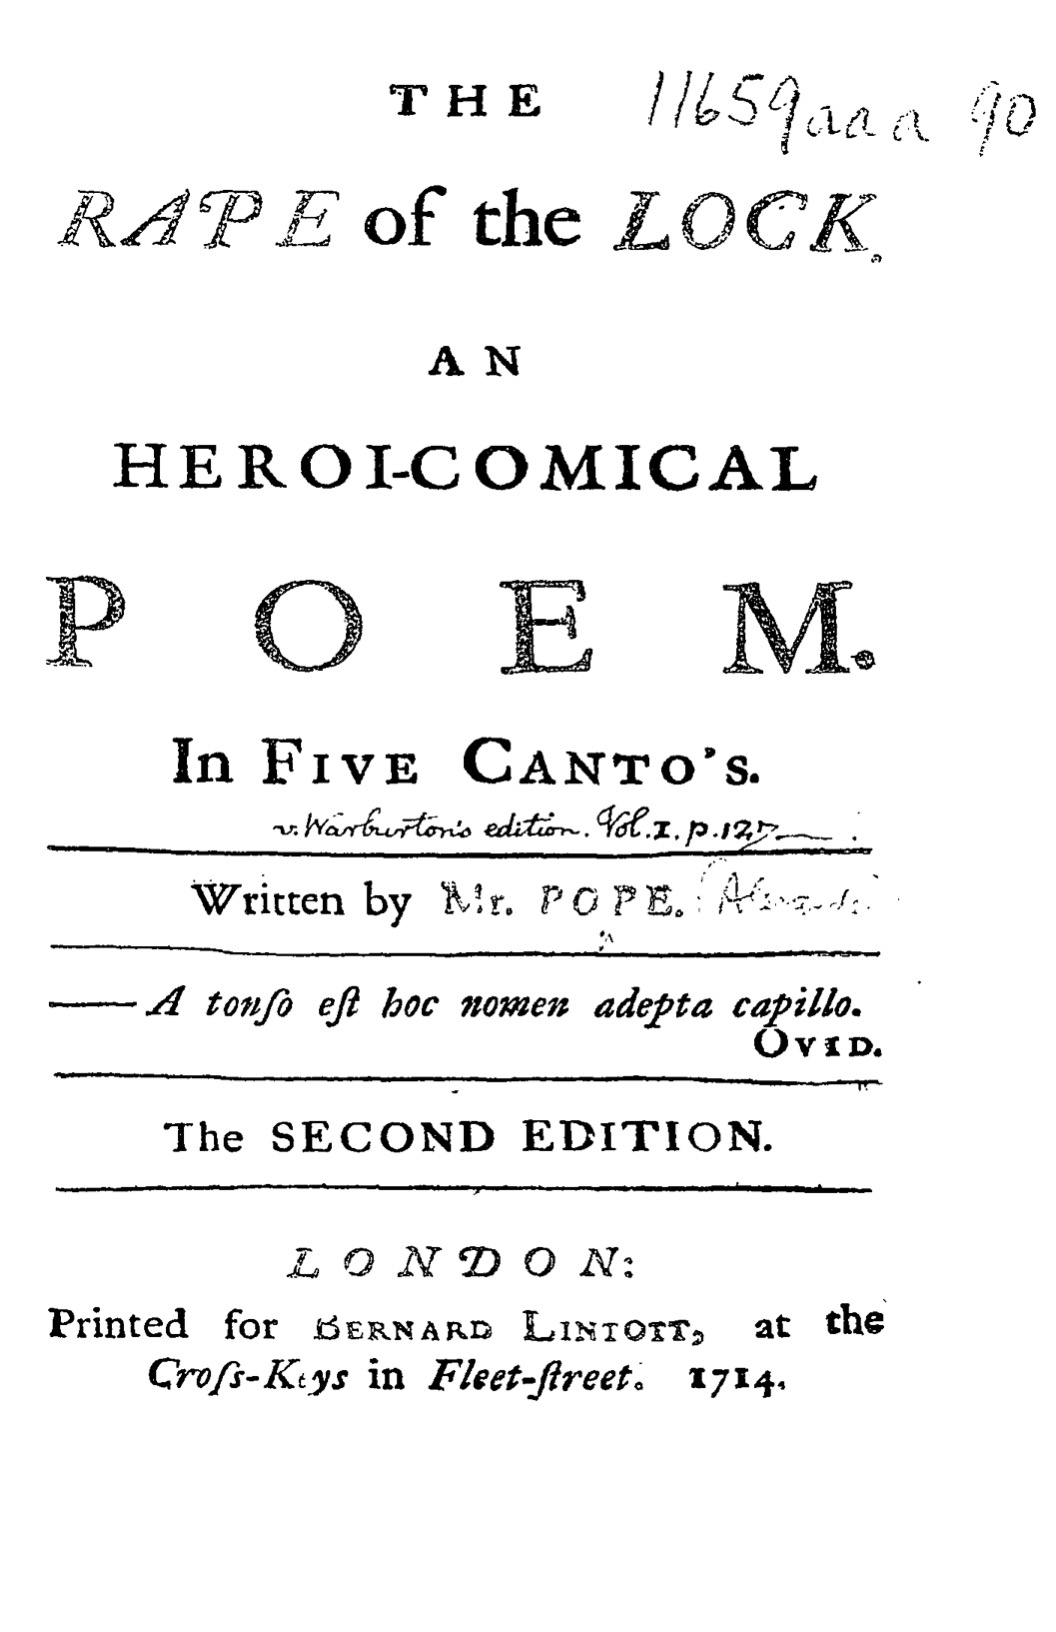 THE
11659aaa 90
RAPE of the LOCK.
AN
HEROI-COMICAL
POEM.
In FIVE CANTO's.
v. Warburton's edition. Vol. I. p.
Written by Mr. POPE.
—— A tonſo eſt hoc nomen adepta capillo.
OVID.
The SECOND EDITION.
LONDON:
Printed for BERNARD LINTOTT, at the
Croſs-Keys in Fleet-ſtreet. 1714.